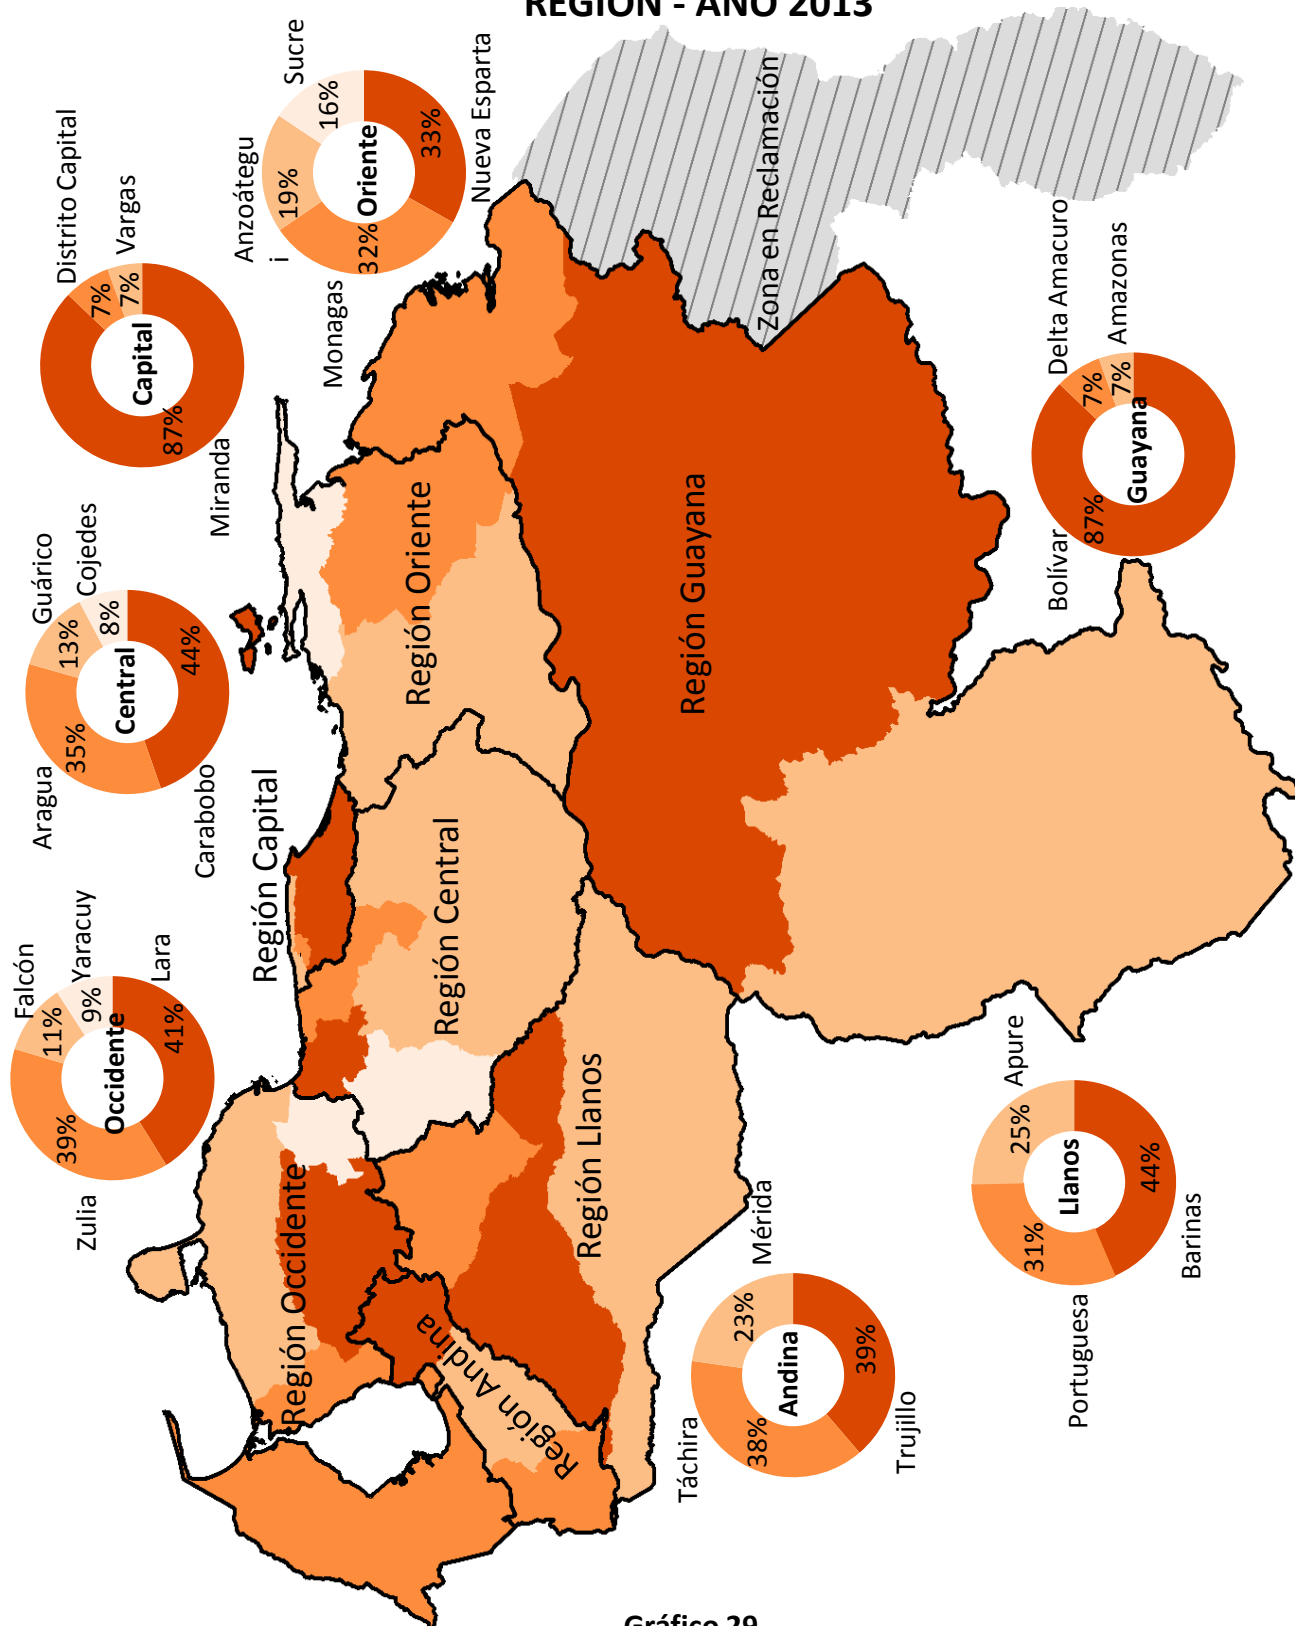 REGIÓN - AÑO 2013
Sucre
16%
Anzoátegu
i
19%
Oriente
33%
Nueva Esparta
32%
Monagas
Distrito Capital
7%
Vargas
7%
Capital
87%
Miranda
Guárico
13%
Cojedes
8%
Central
44%
Aragua
35%
Carabobo
Falcón
11%
Yaracuy
9%
Lara
41%
Occidente
39%
Zulia
Región Capital
Región Central
Región Oriente
Región Guayana
Zona en Reclamación
Región Occidente
Región Andina
Región Llanos
Delta Amacuro
7%
Amazonas
7%
Guayana
87%
Bolívar
Apure
25%
Llanos
44%
31%
Barinas
Portuguesa
Mérida
23%
Andina
39%
38%
Trujillo
Táchira
Gráfico 29